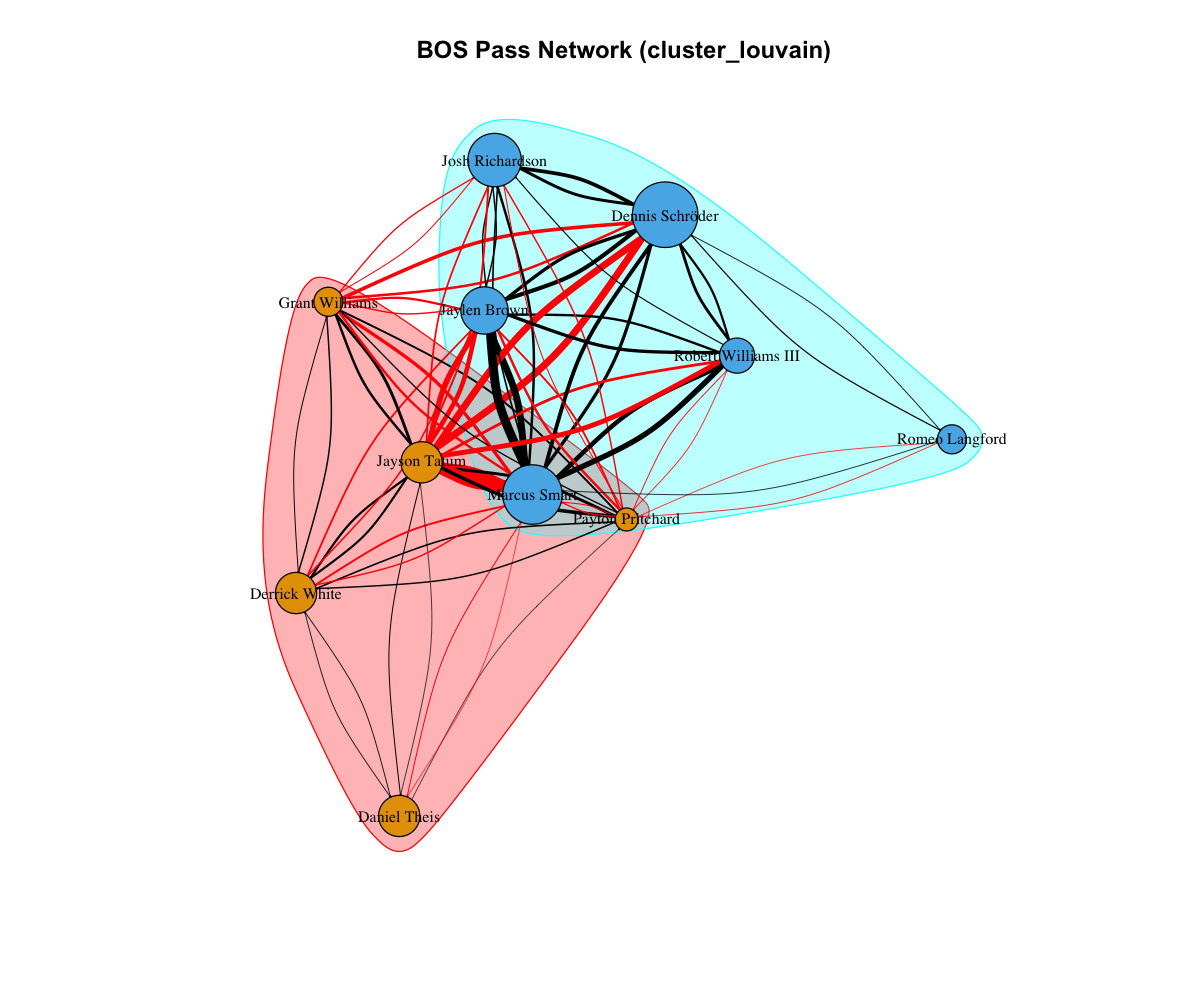 BOS Pass Network (cluster_louvain)
Josh Richardson
Dennis Schröder
Grant Williams
Jaylen Brown
Robert Williams III
Romeo Langford
Jayson Tatum
Marcus Smart
Payton Pritchard
Derrick White
Daniel Theis